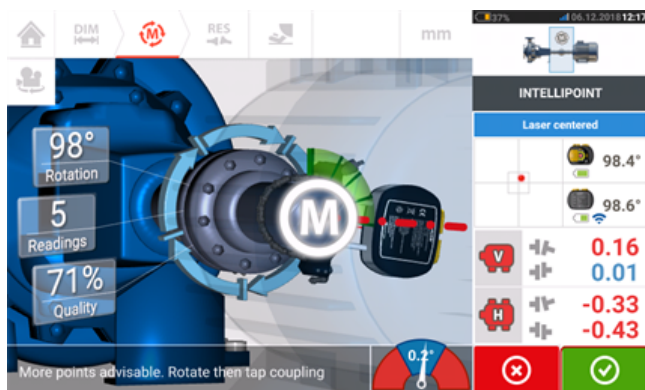 DIM
M
RES
mm
98°
Rotation
5
Readings
71%
Quality
M
More points advisable. Rotate then tap coupling
0.2°
37%
06.12.2018 12:17
INTELLIPOINT
Laser centered
98.4°
98.6°
V
0.16
0.01
H
-0.33
-0.43